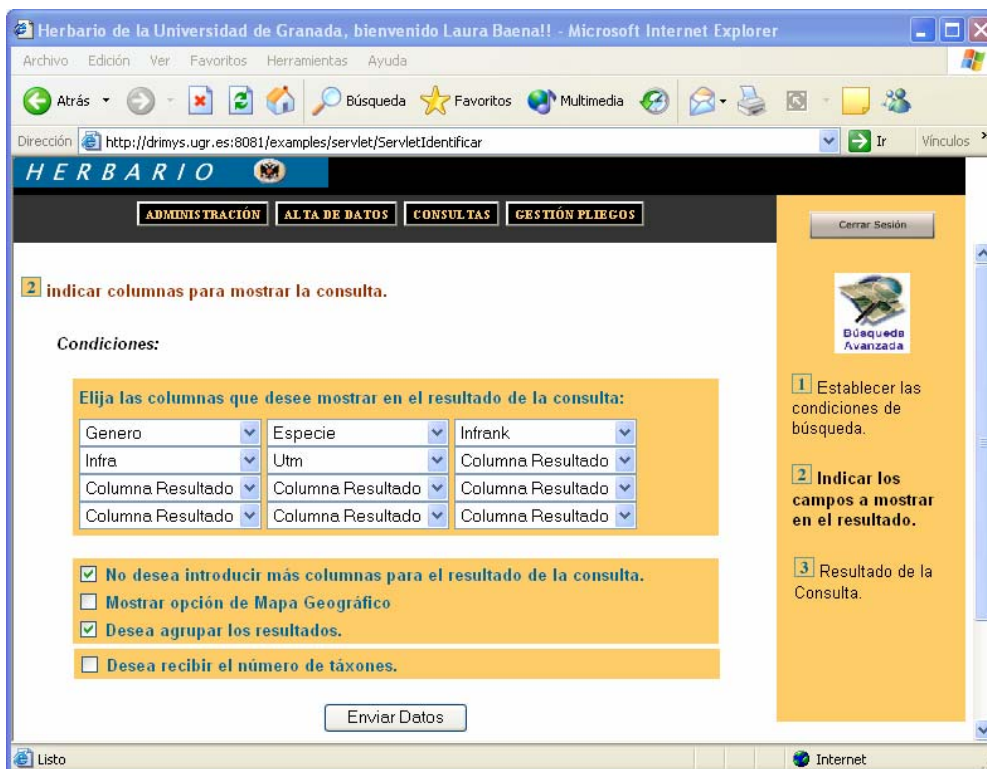 Herbario de la Universidad de Granada, bienvenido Laura Baena!! - Microsoft Internet Explorer
Archivo Edición Ver Favoritos Herramientas Ayuda
Atrás Búsqueda Favoritos Multimedia
Dirección http://drimys.ugr.es:8081/examples/servlet/ServletIdentificar Ir Vínculos »
HERBARIO
ADMINISTRACIÓN ALTA DE DATOS CONSULTAS GESTIÓN PLIEGOS
Cerrar Sesión
2 indicar columnas para mostrar la consulta.
Condiciones:
Elija las columnas que desee mostrar en el resultado de la consulta:
Genero Especie Infrank
Infra Utm Columna Resultado
Columna Resultado Columna Resultado Columna Resultado
Columna Resultado Columna Resultado Columna Resultado
No desea introducir más columnas para el resultado de la consulta.
Mostrar opción de Mapa Geográfico
Desea agrupar los resultados.
Desea recibir el número de táxones.
Enviar Datos
Búsqueda
Avanzada
1 Establecer las
condiciones de
búsqueda.
2 Indicar los
campos a mostrar
en el resultado.
3 Resultado de la
Consulta.
Listo Internet